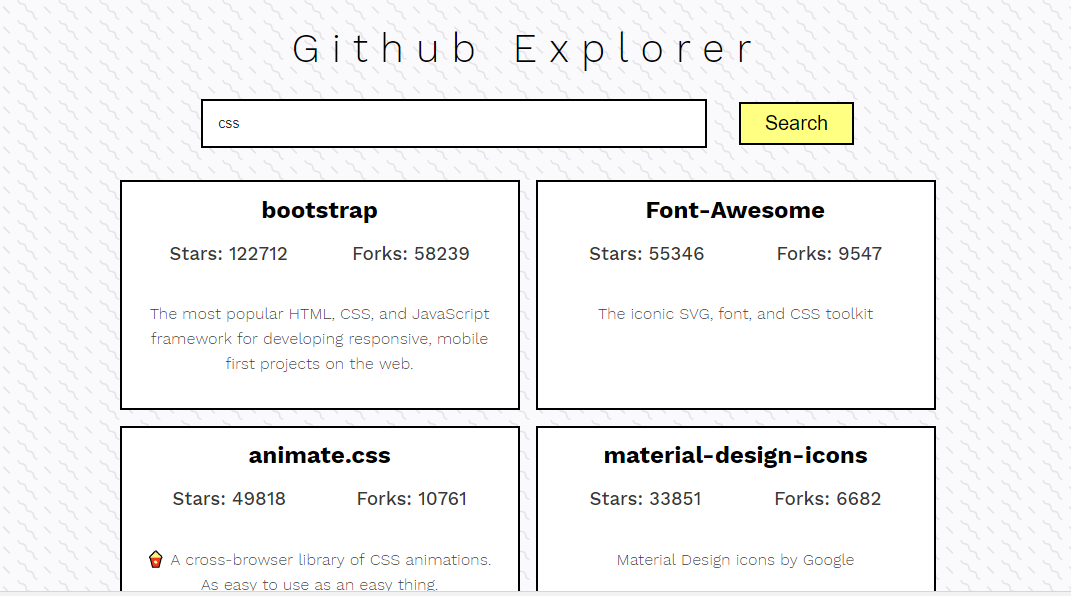 Github Explorer
css
Search
bootstrap
Stars: 122712
Forks: 58239
The most popular HTML, CSS, and JavaScript
framework for developing responsive, mobile
first projects on the web.
Font-Awesome
Stars: 55346
Forks: 9547
The iconic SVG, font, and CSS toolkit
animate.css
Stars: 49818
Forks: 10761
🍿 A cross-browser library of CSS animations.
As easy to use as an easy thing.
material-design-icons
Stars: 33851
Forks: 6682
Material Design icons by Google